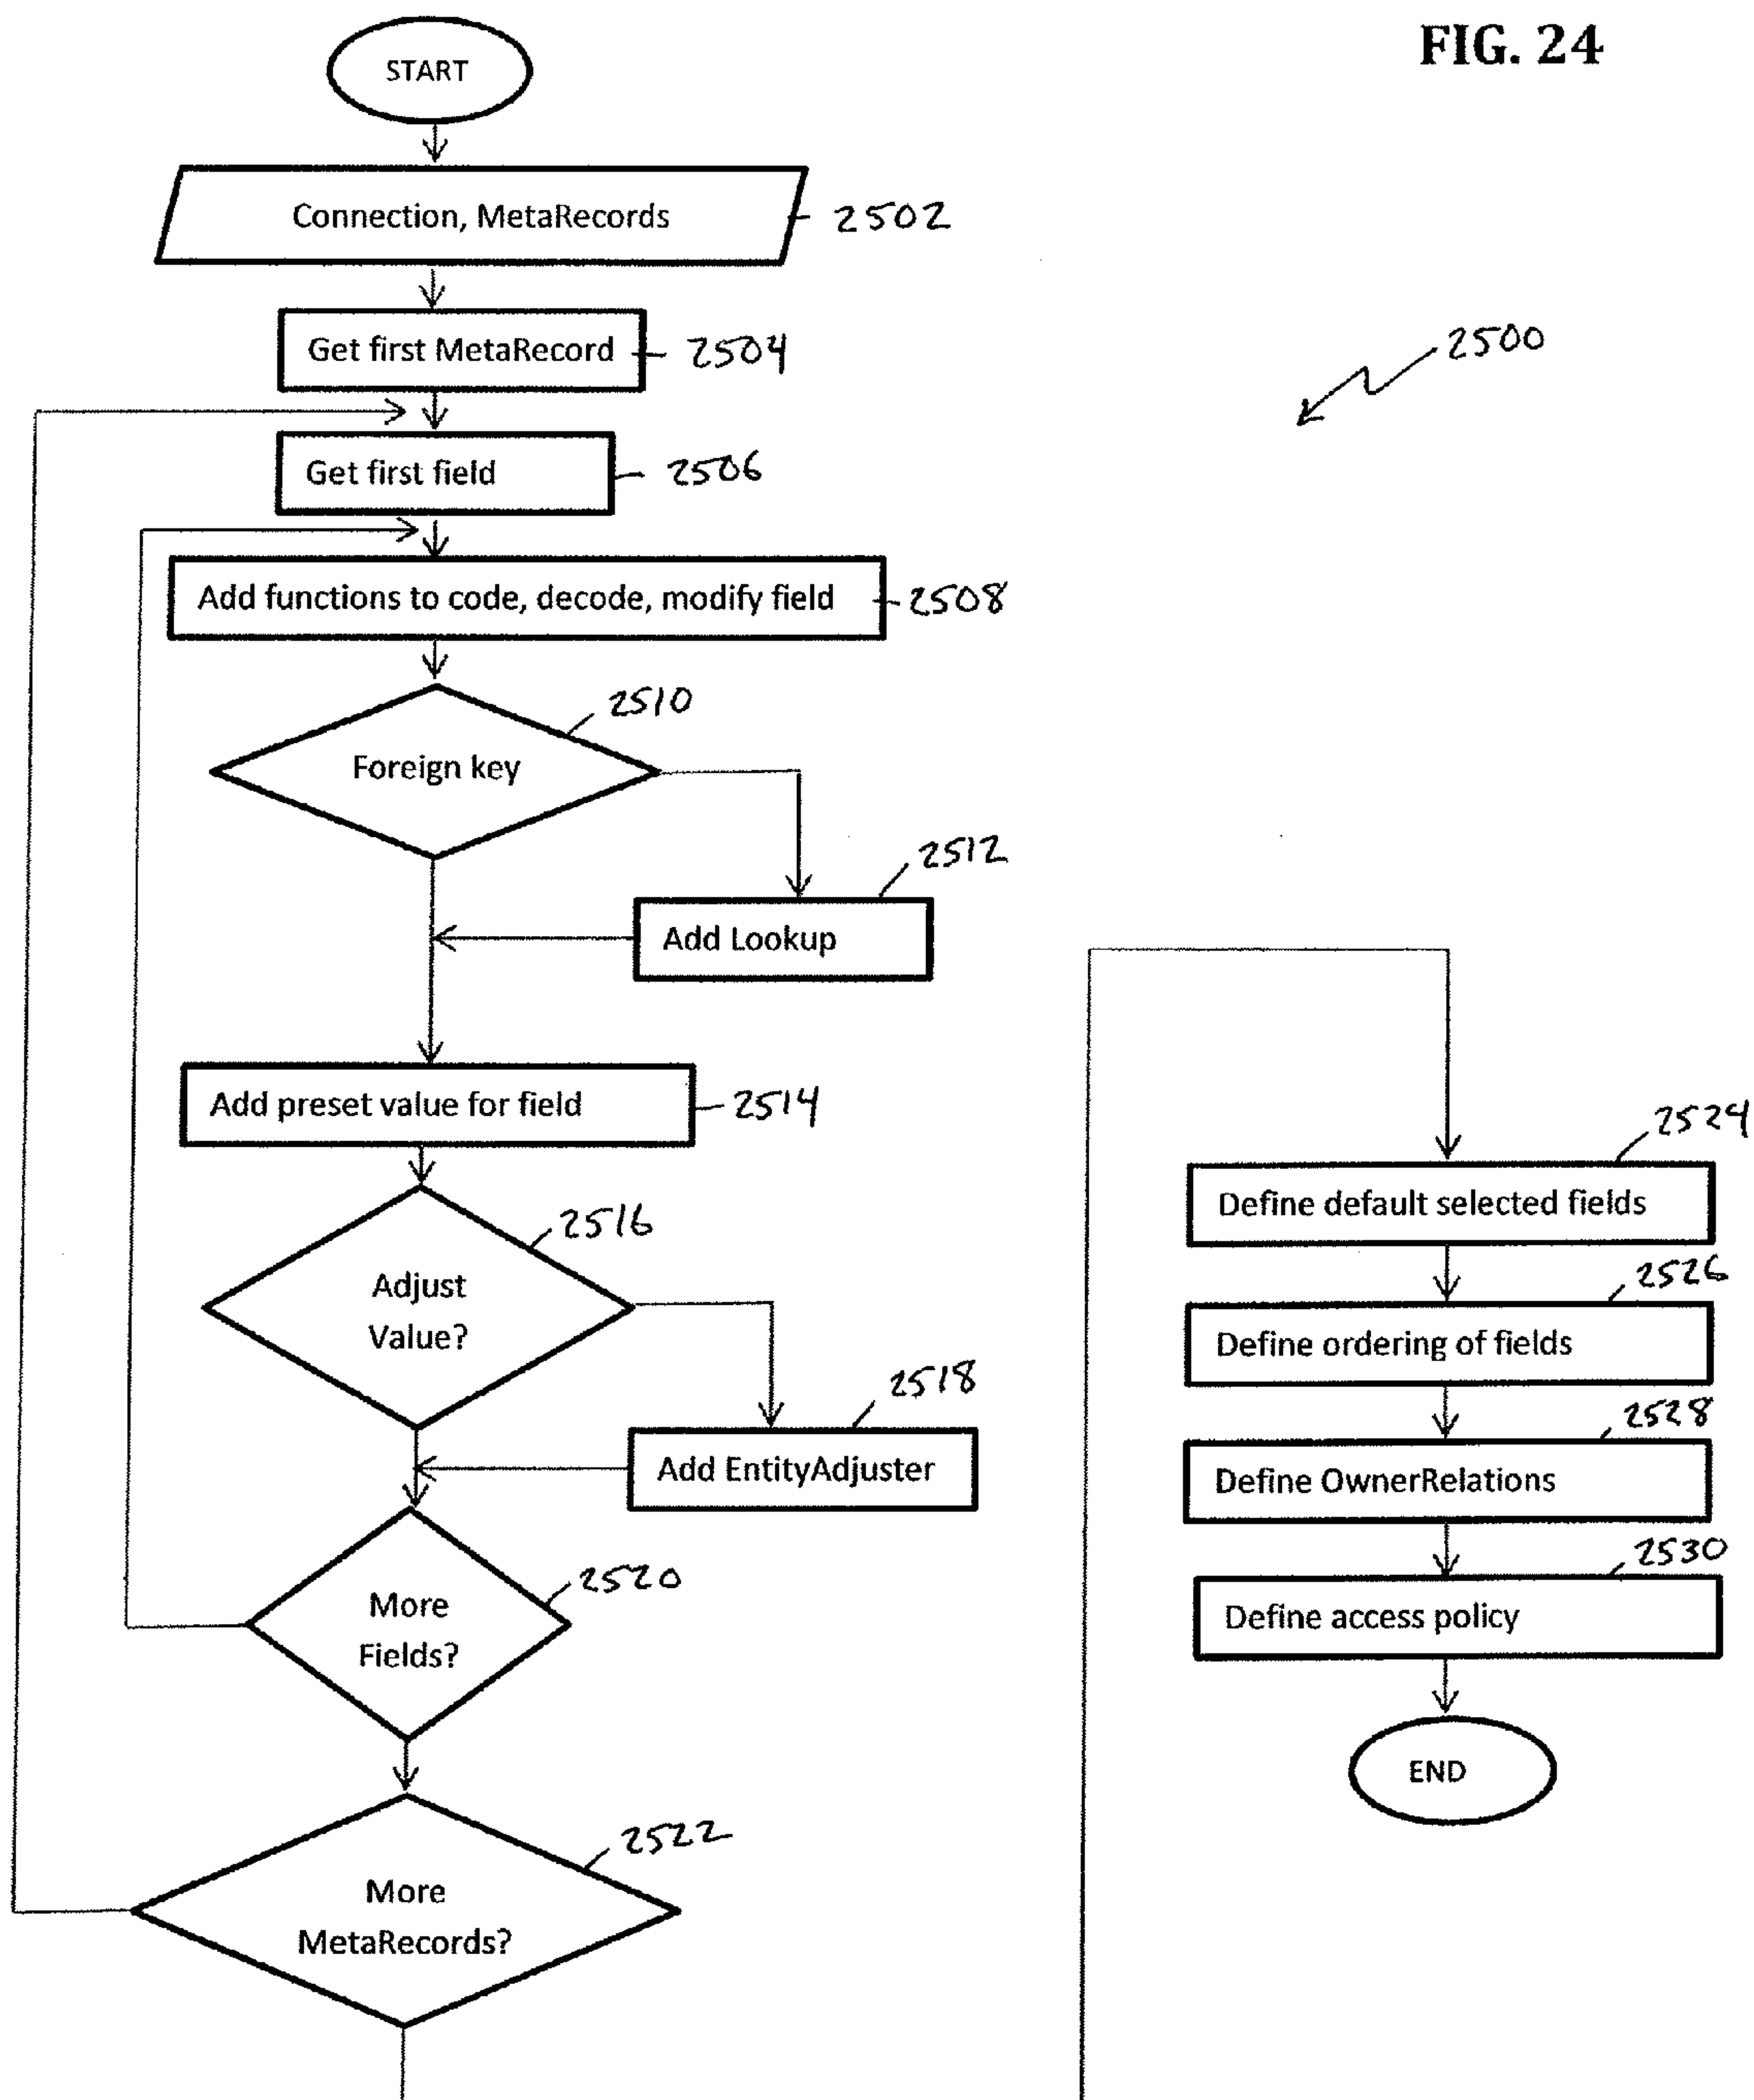 FIG. 24
START
Connection, MetaRecords
2502
Get first MetaRecord
2504
2500
Get first field
2506
Add functions to code, decode, modify field
2508
Foreign key
2510
Add Lookup
2512
Add preset value for field
2514
Adjust
Value?
2516
Add EntityAdjuster
2518
More
Fields?
2520
More
MetaRecords?
2522
Define default selected fields
2524
Define ordering of fields
2526
Define OwnerRelations
2528
Define access policy
2530
END